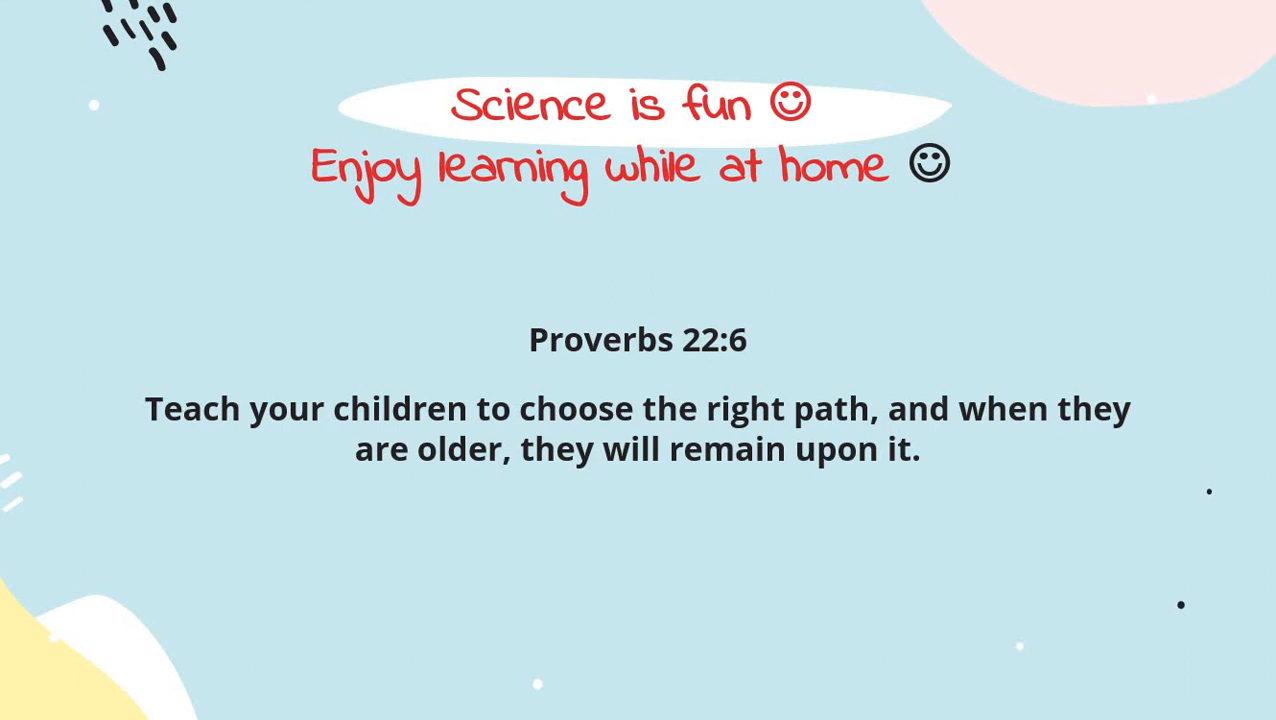 Science is fun ☺
Enjoy learning while at home ☺
Proverbs 22:6
Teach your children to choose the right path, and when they
are older, they will remain upon it.